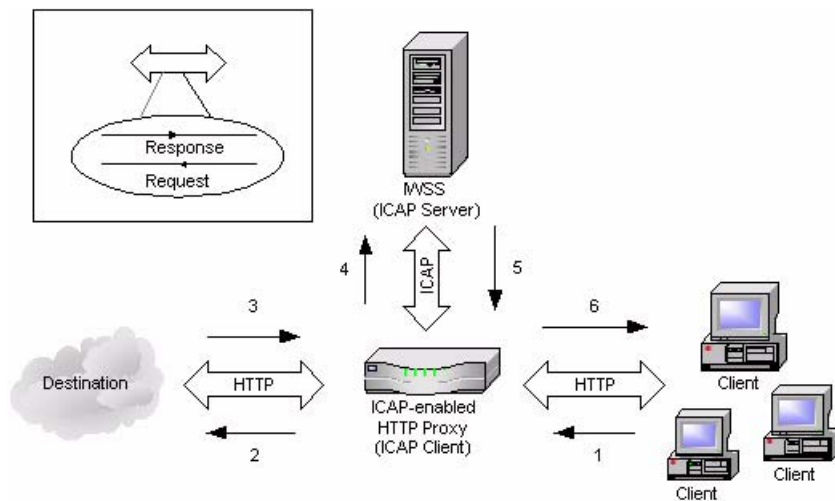 Response
Request
IWSS
(ICAP Server)
4
ICAP
5
3
6
Destination
HTTP
HTTP
Client
ICAP-enabled
HTTP Proxy
(ICAP Client)
2
1
Client
Client